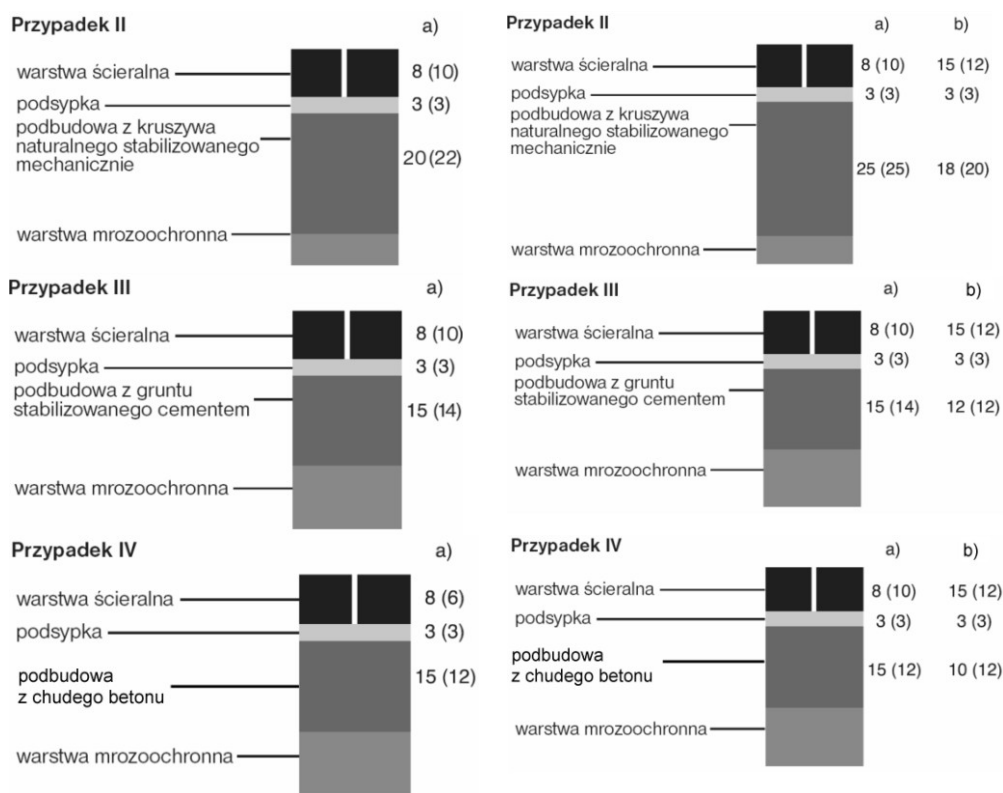 Przypadek II a)
warstwa ścieralna 8 (10)
podsypka 3 (3)
podbudowa z kruszywa
naturalnego stabilizowanego
mechanicznie 20 (22)
warstwa mrozoochronna
Przypadek III a)
warstwa ścieralna 8 (10)
podsypka 3 (3)
podbudowa z gruntu
stabilizowanego cementem 15 (14)
warstwa mrozoochronna
Przypadek IV a)
warstwa ścieralna 8 (6)
podsypka 3 (3)
podbudowa 15 (12)
z chudego betonu
warstwa mrozoochronna
Przypadek II a) b)
warstwa ścieralna 8 (10) 15 (12)
podsypka 3 (3) 3 (3)
podbudowa z kruszywa
naturalnego stabilizowanego
mechanicznie
25 (25) 18 (20)
warstwa mrozoochronna
Przypadek III a) b)
warstwa ścieralna 8 (10) 15 (12)
podsypka 3 (3) 3 (3)
podbudowa z gruntu
stabilizowanego cementem
15 (14) 12 (12)
warstwa mrozoochronna
Przypadek IV a) b)
warstwa ścieralna 8 (10) 15 (12)
podsypka 3 (3) 3 (3)
podbudowa
z chudego betonu 15 (12) 10 (12)
warstwa mrozoochronna